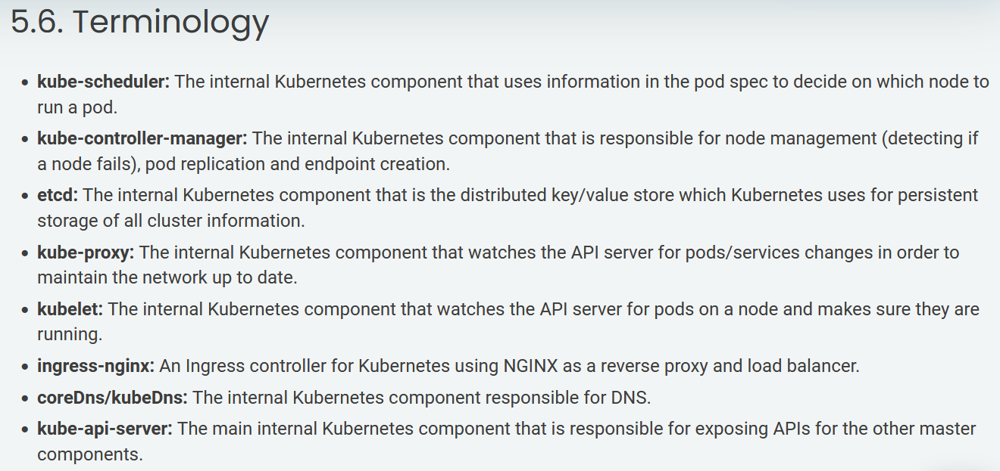 5.6. Terminology
• kube-scheduler: The internal Kubernetes component that uses information in the pod spec to decide on which node to
run a pod.
• kube-controller-manager: The internal Kubernetes component that is responsible for node management (detecting if
a node fails), pod replication and endpoint creation.
• etcd: The internal Kubernetes component that is the distributed key/value store which Kubernetes uses for persistent
storage of all cluster information.
• kube-proxy: The internal Kubernetes component that watches the API server for pods/services changes in order to
maintain the network up to date.
• kubelet: The internal Kubernetes component that watches the API server for pods on a node and makes sure they are
running.
• ingress-nginx: An Ingress controller for Kubernetes using NGINX as a reverse proxy and load balancer.
• coreDns/kubeDns: The internal Kubernetes component responsible for DNS.
• kube-api-server: The main internal Kubernetes component that is responsible for exposing APIs for the other master
components.